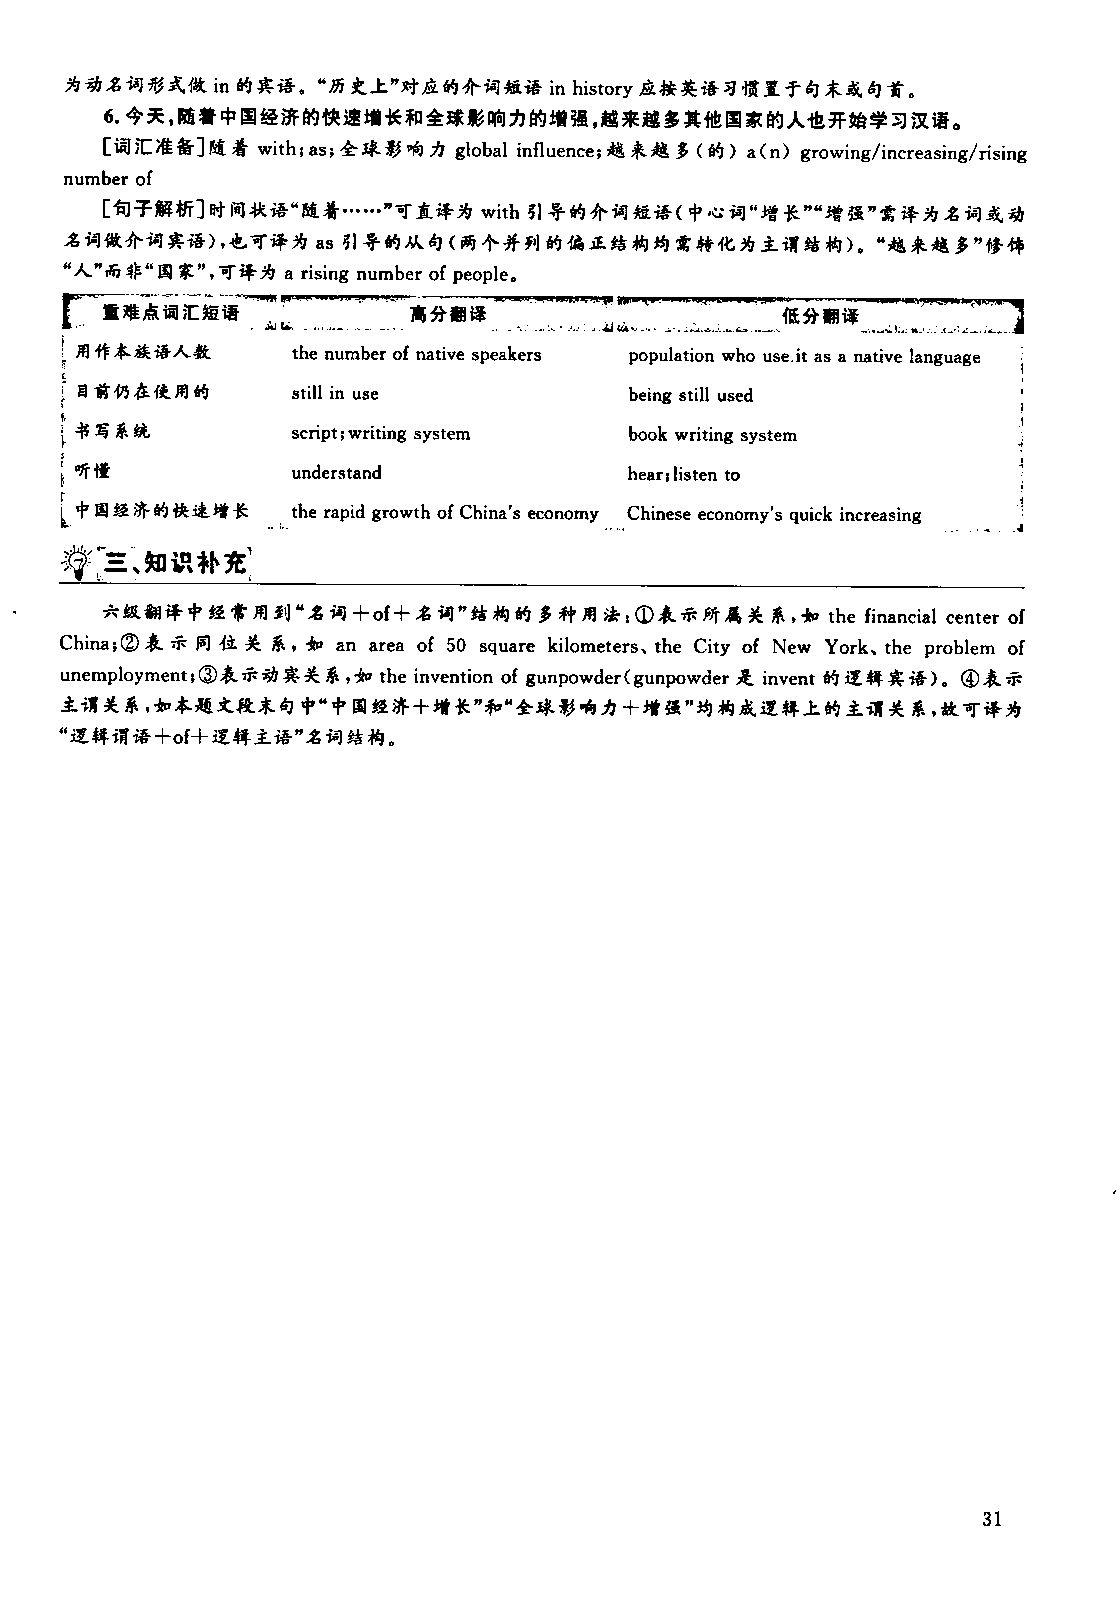 为动名词形式做 in 的宾语。“历史上”对应的介词短语 in history 应按英语习惯置于句末或句首。
6. 今天,随着中国经济的快速增长和全球影响力的增强,越来越多其他国家的人也开始学习汉语。
[词汇准备]随着 with; as; 全球影响力 global influence; 越来越多(的) a(n) growing/increasing/rising
number of
[句子解析]时间状语“随着……”可直译为 with 引导的介词短语(中心词“增长”“增强”需译为名词或动
名词做介词宾语),也可译为 as 引导的从句(两个并列的偏正结构均需转化为主谓结构)。“越来越多”修饰
“人”而非“国家”,可译为 a rising number of people。
重难点词汇短语 高分翻译 低分翻译
用作本族语人数 the number of native speakers population who use.it as a native language
目前仍在使用的 still in use being still used
书写系统 script; writing system book writing system
听懂 understand hear; listen to
中国经济的快速增长 the rapid growth of China's economy Chinese economy's quick increasing
三、知识补充
六级翻译中经常用到“名词+of+名词”结构的多种用法:①表示所属关系,如 the financial center of
China;②表示同位关系,如 an area of 50 square kilometers、the City of New York、the problem of
unemployment;③表示动宾关系,如 the invention of gunpowder(gunpowder 是 invent 的逻辑宾语)。④表示
主谓关系,如本题文段末句中“中国经济+增长”和“全球影响力+增强”均构成逻辑上的主谓关系,故可译为
“逻辑谓语+of+逻辑主语”名词结构。
31